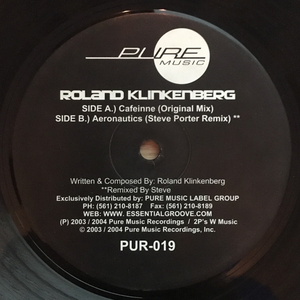 PURE
MUSIC
ROLAND KLINKENBERG
SIDE A.) Cafeinne (Original Mix)
SIDE B.) Aeronautics (Steve Porter Remix) **
Written & Composed By: Roland Klinkenberg
**Remixed By Steve
Exclusively Distributed by: PURE MUSIC LABEL GROUP
PH: (561) 210-8187 Fax: (561) 210-8189
WEB: WWW. ESSENTIALGROOVE.COM
(P) 2003 / 2004 Pure Music Recordings / 2P's W Music
© 2003 / 2004 Pure Music Recordings, Inc.
PUR-019